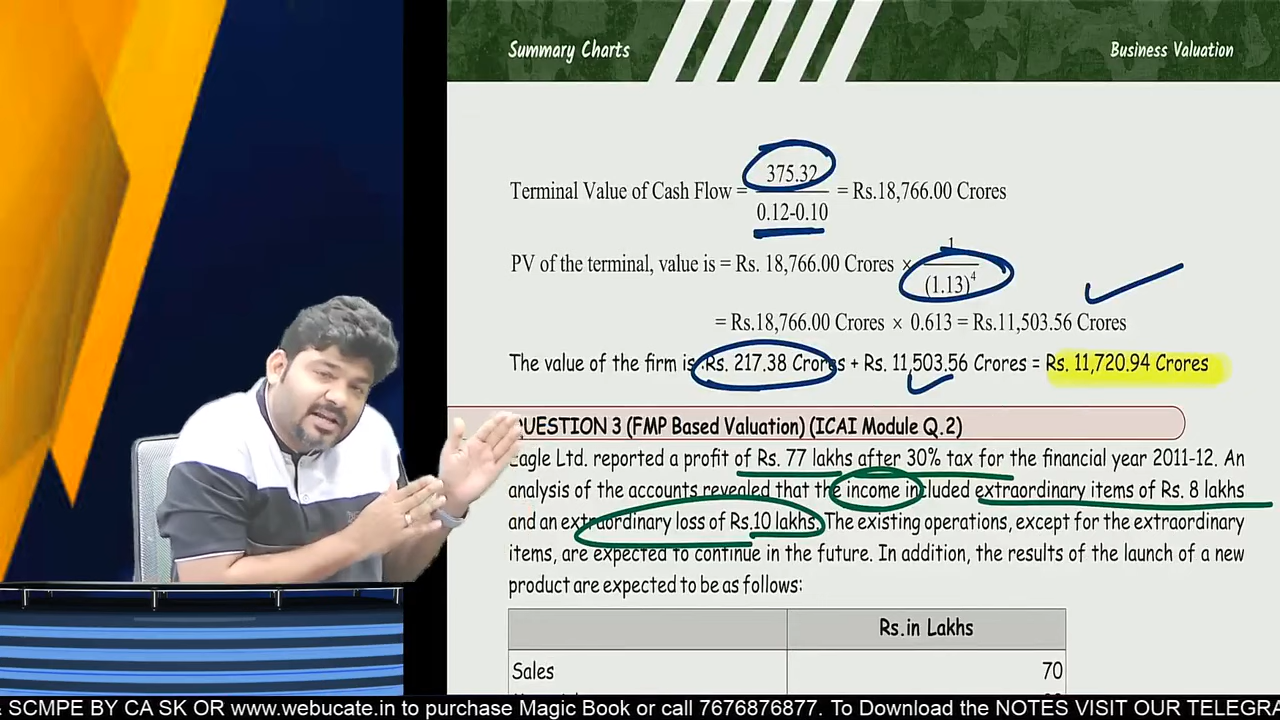 Summary Charts
Business Valuation
Terminal Value of Cash Flow = 375.32 / 0.12-0.10 = Rs.18,766.00 Crores
PV of the terminal, value is = Rs. 18,766.00 Crores × 1 / (1.13)⁴
= Rs.18,766.00 Crores × 0.613 = Rs.11,503.56 Crores
The value of the firm is :Rs. 217.38 Crores + Rs. 11,503.56 Crores = Rs. 11,720.94 Crores
QUESTION 3 (FMP Based Valuation) (ICAI Module Q.2)
Eagle Ltd. reported a profit of Rs. 77 lakhs after 30% tax for the financial year 2011-12. An
analysis of the accounts revealed that the income included extraordinary items of Rs. 8 lakhs
and an extraordinary loss of Rs.10 lakhs. The existing operations, except for the extraordinary
items, are expected to continue in the future. In addition, the results of the launch of a new
product are expected to be as follows:
Rs.in Lakhs
Sales 70
& SCMPE BY CA SK OR www.webucate.in to purchase Magic Book or call 7676876877. To Download the NOTES VISIT OUR TELEGRA